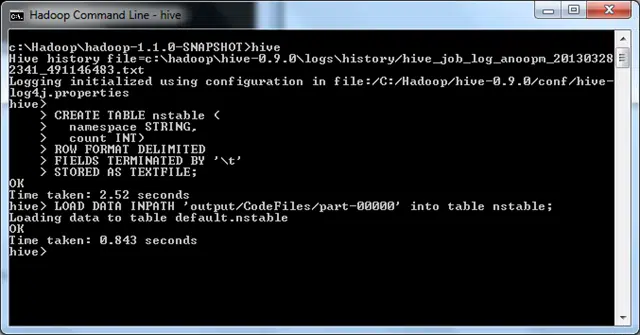 Hadoop Command Line - hive
c:\Hadoop\hadoop-1.1.0-SNAPSHOT>hive
Hive history file=c:\hadoop\hive-0.9.0\logs\history/hive_job_log_anoopm_20130328
2341_491146483.txt
Logging initialized using configuration in file:/C:/Hadoop/hive-0.9.0/conf/hive-
log4j.properties
hive>
    > CREATE TABLE nstable (
    >   namespace STRING,
    >   count INT)
    > ROW FORMAT DELIMITED
    > FIELDS TERMINATED BY '\t'
    > STORED AS TEXTFILE;
OK
Time taken: 2.52 seconds
hive> LOAD DATA INPATH 'output/CodeFiles/part-00000' into table nstable;
Loading data to table default.nstable
OK
Time taken: 0.843 seconds
hive>